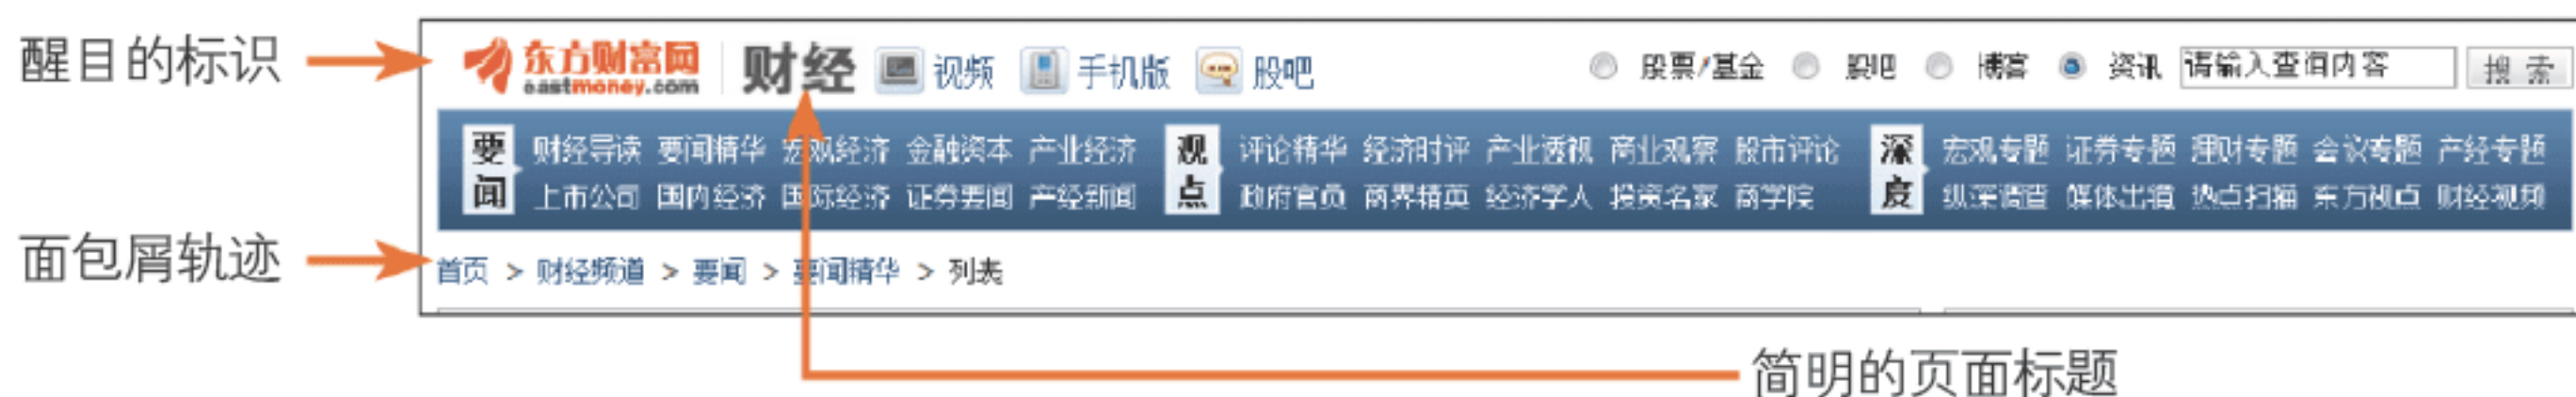 醒目的标识
东方财富网 财经 视频 手机版 股吧 股票/基金 股吧 博客 资讯 请输入查询内容 搜索
eastmoney.com
要闻 财经导读 要闻精华 宏观经济 金融资本 产业经济 观点 评论精华 经济时评 产业透视 商业观察 股市评论 深度 宏观专题 证券专题 理财专题 会议专题 产经专题
上市公司 国内经济 国际经济 证券要闻 产经新闻 政府官员 商界精英 经济学人 投资名家 商学院 纵深调查 媒体出镜 热点扫描 东方视点 财经视频
面包屑轨迹
首页 > 财经频道 > 要闻 > 要闻精华 > 列表
简明的页面标题